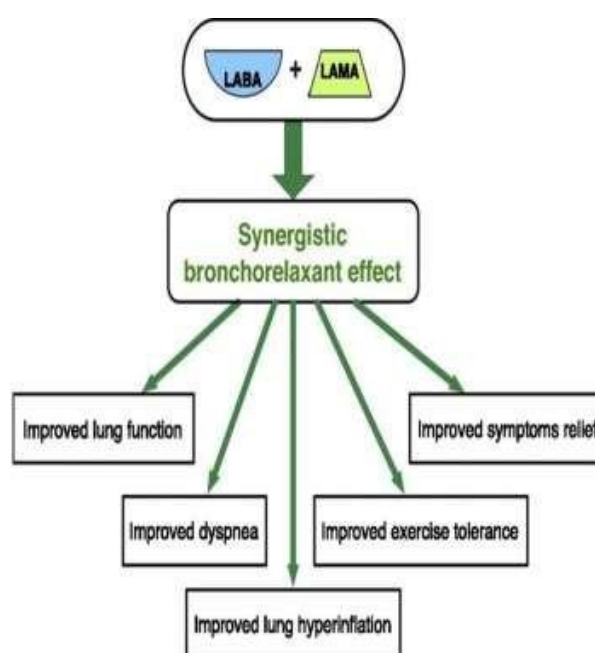 LABA + LAMA
Synergistic
bronchorelaxant effect
Improved lung function
Improved symptoms relief
Improved dyspnea
Improved exercise tolerance
Improved lung hyperinflation